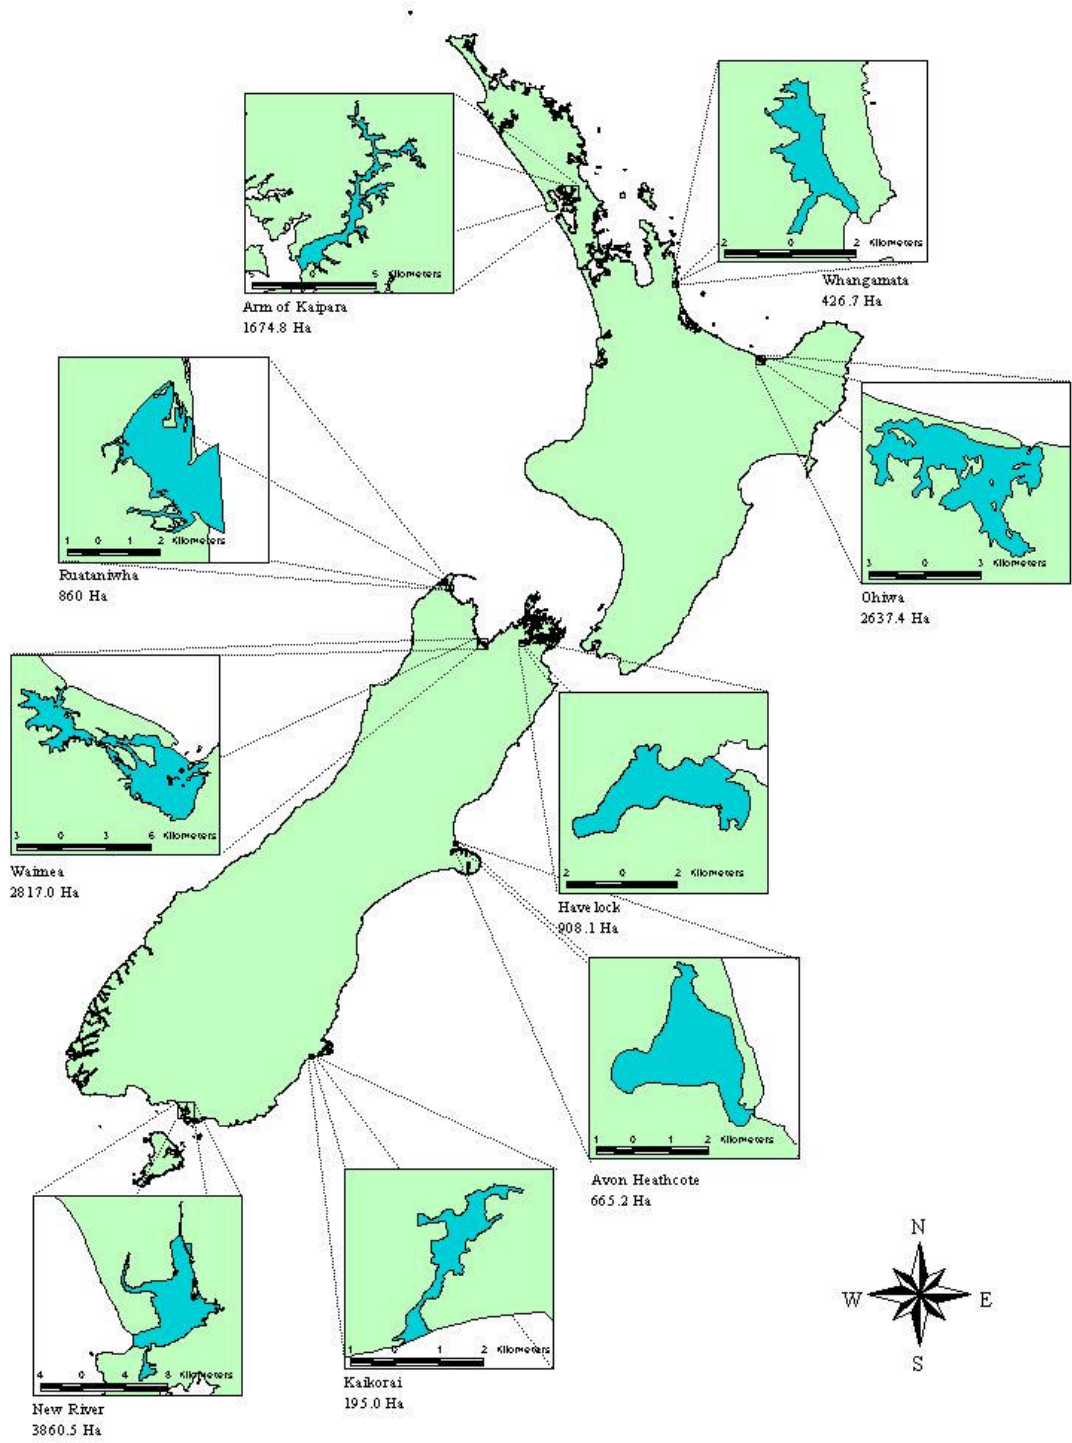 5 0 5 Kilometers
Arm of Kaipara
1674.8 Ha
2 0 2 Kilometers
Whangamata
426.7 Ha
1 0 1 2 Kilometers
Ruataniwha
860 Ha
3 0 3 Kilometers
Ohiwa
2637.4 Ha
3 0 3 6 Kilometers
Waimea
2817.0 Ha
2 0 2 Kilometers
Havelock
908.1 Ha
1 0 1 2 Kilometers
Avon Heathcote
665.2 Ha
4 0 4 8 Kilometers
New River
3860.5 Ha
1 0 1 2 Kilometers
Kaikorai
195.0 Ha
N
W E
S